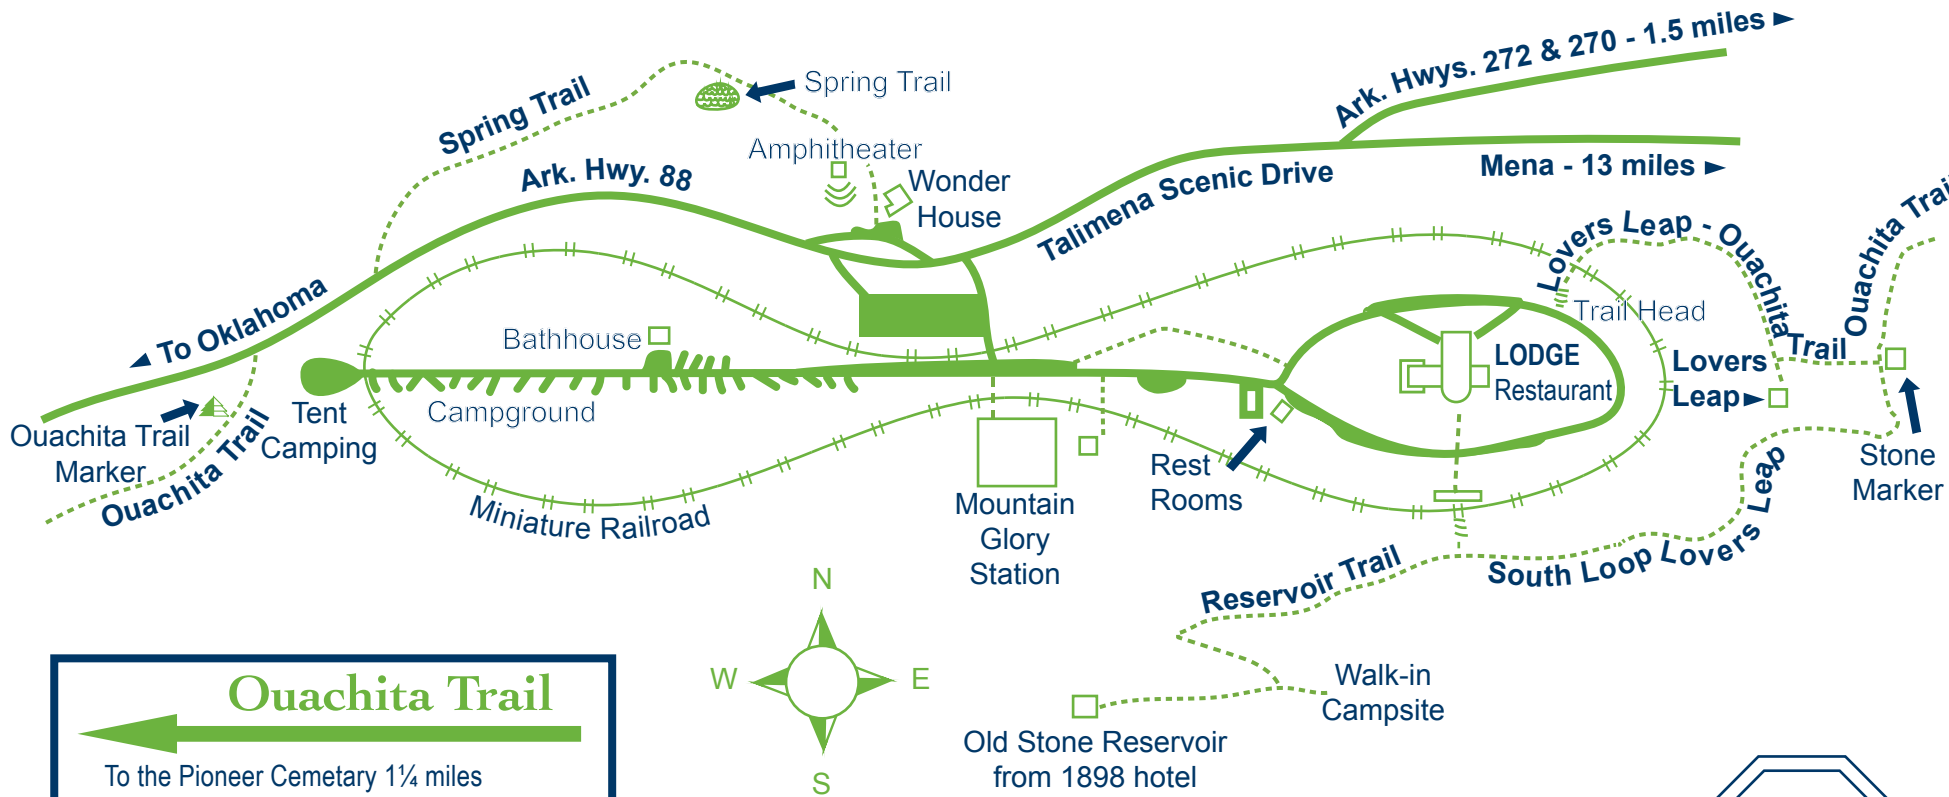 Ark. Hwys. 272 & 270 - 1.5 miles ►
Spring Trail
Spring Trail
Amphitheater
Ark. Hwy. 88
Wonder
House
Talimena Scenic Drive
Mena - 13 miles ►
Ouachita Trail
Lovers Leap - Ouachita
Trail
◄ To Oklahoma
Bathhouse
Trail Head
LODGE
Restaurant
Lovers
Leap►
Campground
Tent
Camping
Ouachita Trail
Marker
Ouachita Trail
Rest
Rooms
Stone
Marker
Miniature Railroad
Mountain
Glory
Station
South Loop Lovers Leap
Reservoir Trail
N
W
E
S
Walk-in
Campsite
Old Stone Reservoir
from 1898 hotel
Ouachita Trail
To the Pioneer Cemetary 1¼ miles